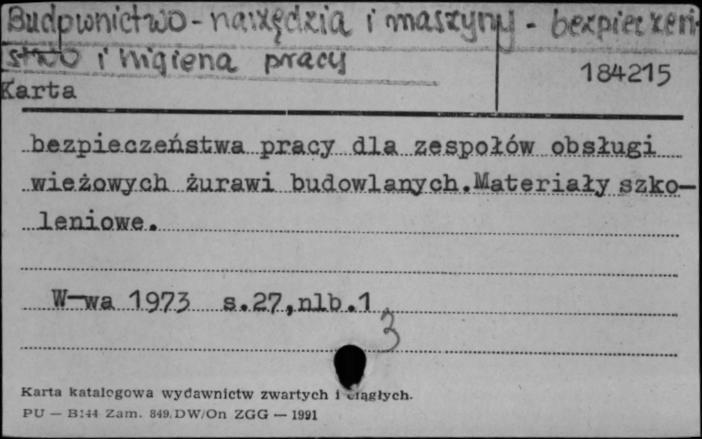 Budownictwo - narzędzia i maszyny - bezpieczeń-
stwo i higiena pracy
184215
Karta
bezpieczeństwa pracy dla zespołów obsługi
wieżowych żurawi budowlanych.Materiały szko-
leniowe.
W-wa 1973 s.27,nlb.1
3
Karta katalogowa wydawnictw zwartych i ciągłych.
PU — B144 Zam. 849. DW/On ZGG — 1991